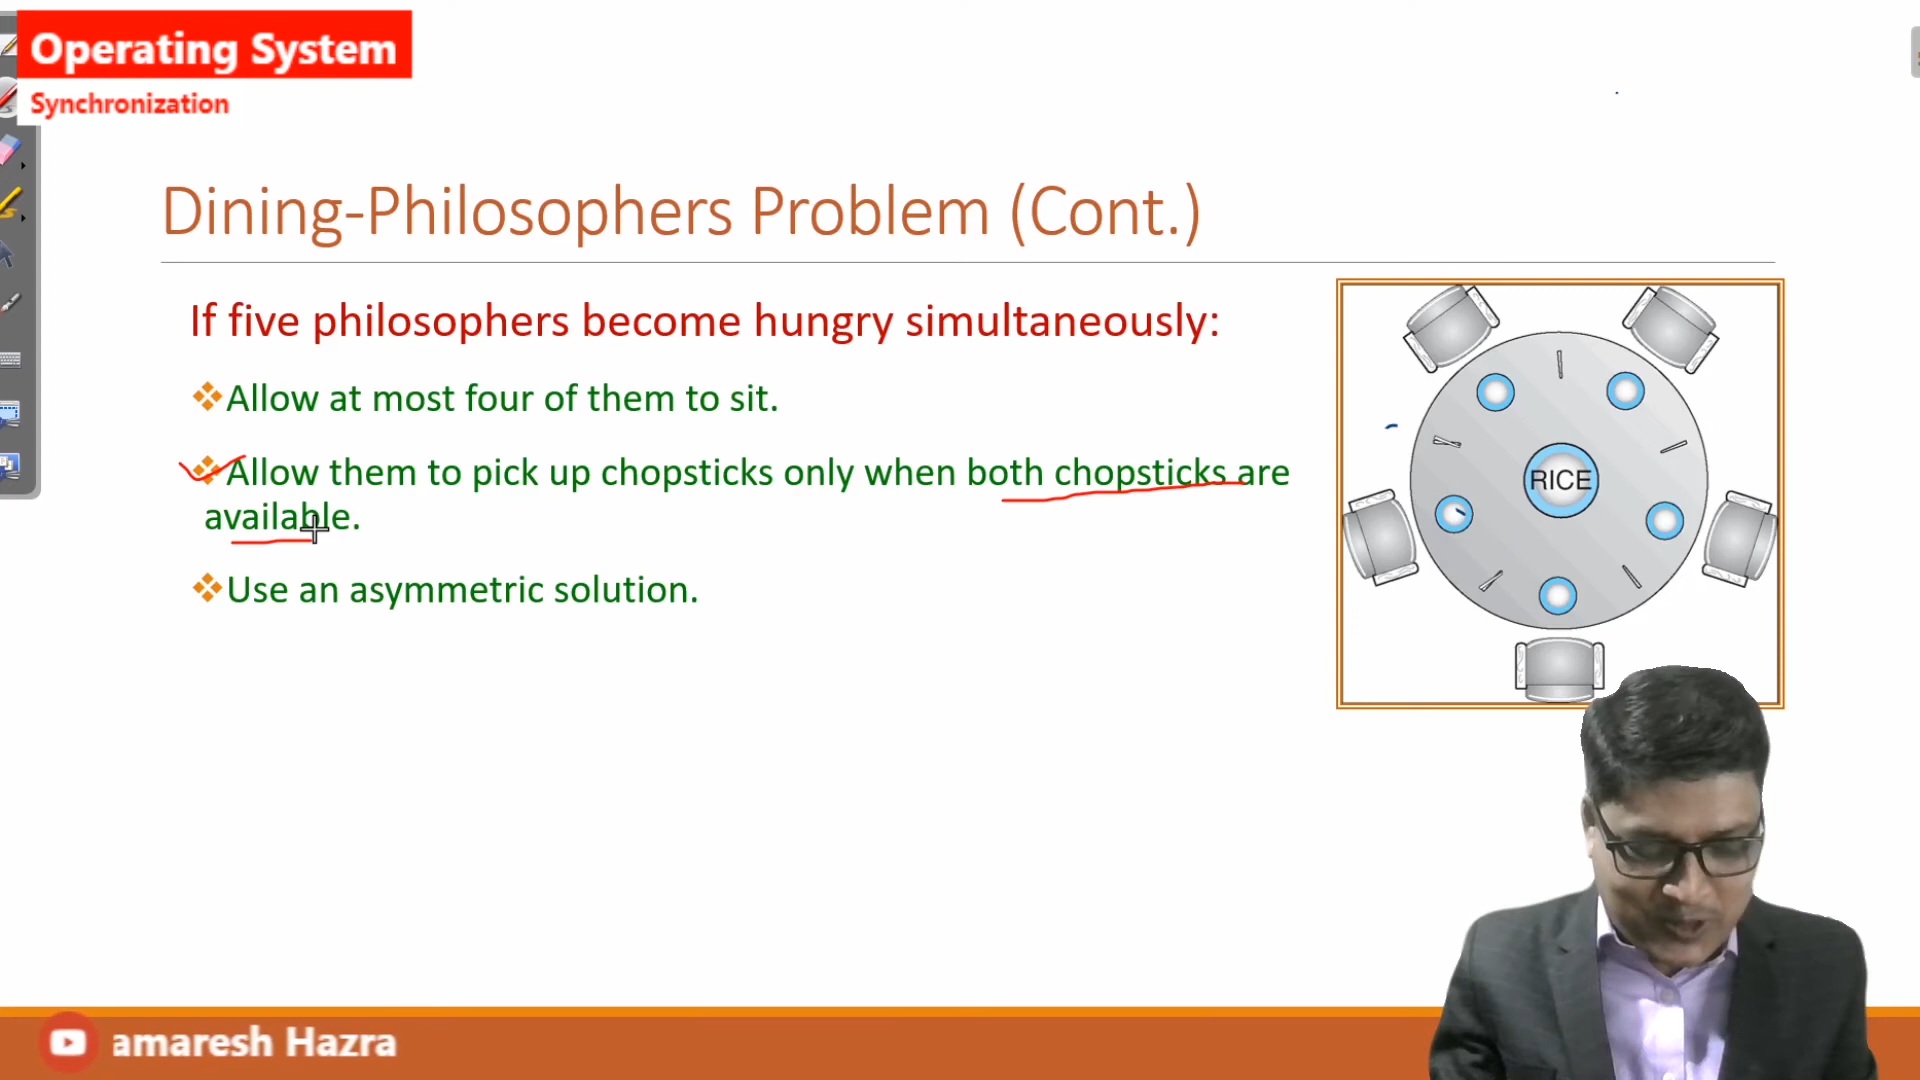 Operating System
Synchronization
Dining-Philosophers Problem (Cont.)
If five philosophers become hungry simultaneously:
Allow at most four of them to sit.
Allow them to pick up chopsticks only when both chopsticks are
available.
Use an asymmetric solution.
RICE
amaresh Hazra